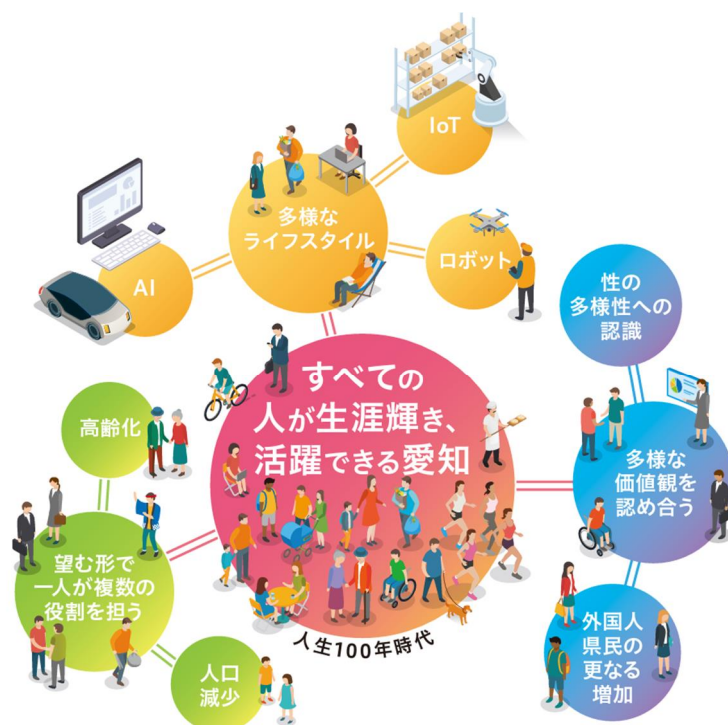 IoT
多様な
ライフスタイル
AI
ロボット
性の
多様性への
認識
すべての
人が生涯輝き、
活躍できる愛知
高齢化
多様な
価値観を
認め合う
望む形で
一人が複数の
役割を担う
人生100年時代
外国人
県民の
更なる
増加
人口
減少